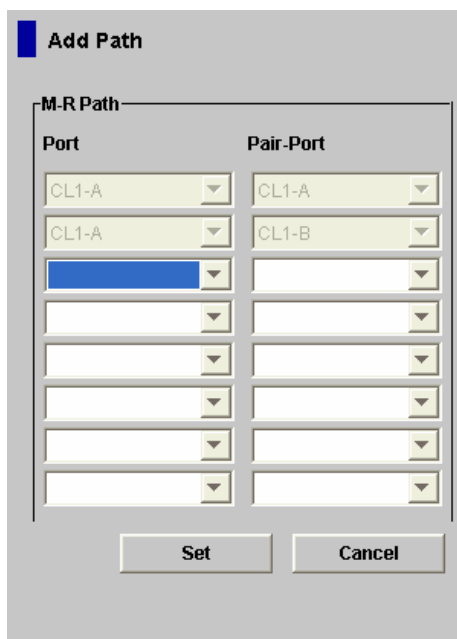 Add Path
M-R Path
Port Pair-Port
CL1-A CL1-A
CL1-A CL1-B
Set Cancel